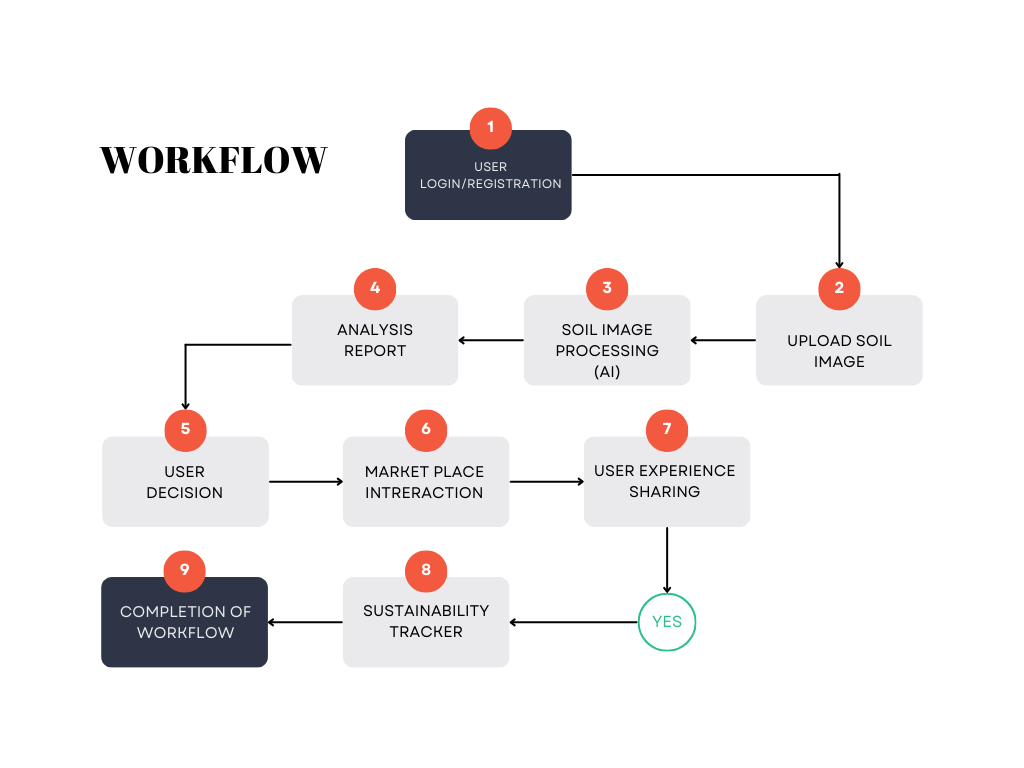 WORKFLOW
1
USER
LOGIN/REGISTRATION
2
UPLOAD SOIL
IMAGE
3
SOIL IMAGE
PROCESSING
(AI)
4
ANALYSIS
REPORT
5
USER
DECISION
6
MARKET PLACE
INTRERACTION
7
USER EXPERIENCE
SHARING
YES
8
SUSTAINABILITY
TRACKER
9
COMPLETION OF
WORKFLOW